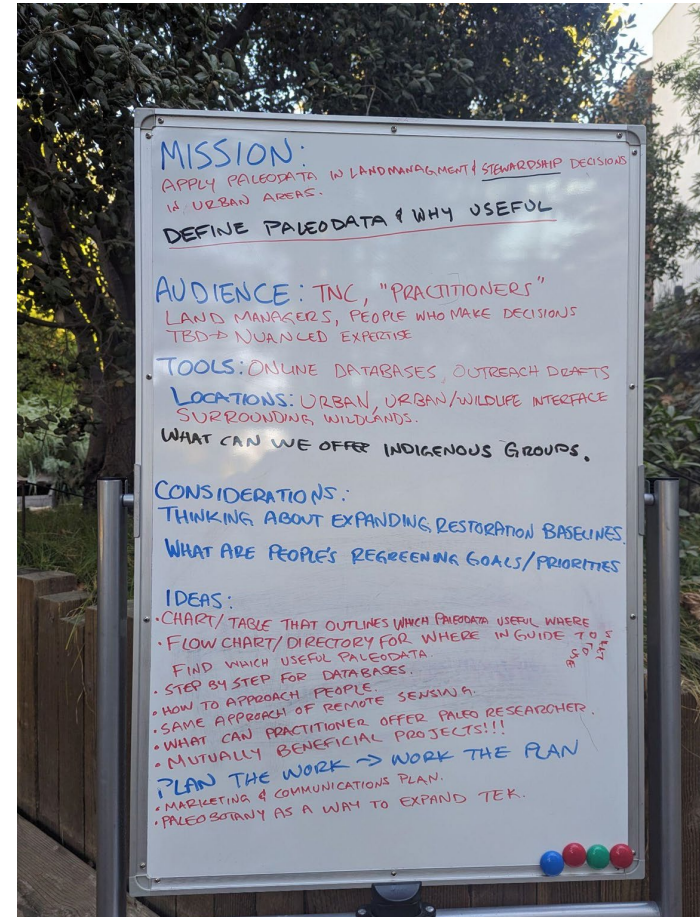 MISSION:
APPLY PALEODATA IN LANDMANAGMENT & STEWARDSHIP DECISIONS
IN URBAN AREAS.
DEFINE PALEODATA & WHY USEFUL
AUDIENCE: TNC, "PRACTITIONERS"
LAND MANAGERS, PEOPLE WHO MAKE DECISIONS
TBD → NUANCED EXPERTISE
TOOLS: ONLINE DATABASES, OUTREACH DRAFTS
LOCATIONS: URBAN, URBAN/WILDLIFE INTERFACE
SURROUNDING WILDLANDS.
WHAT CAN WE OFFER INDIGENOUS GROUPS.
CONSIDERATIONS:
THINKING ABOUT EXPANDING RESTORATION BASELINES.
WHAT ARE PEOPLE'S REGREENING GOALS/PRIORITIES
IDEAS:
• CHART/TABLE THAT OUTLINES WHICH PALEODATA USEFUL WHERE
• FLOW CHART/DIRECTORY FOR WHERE IN GUIDE TO
FIND WHICH USEFUL PALEODATA.
• STEP BY STEP FOR DATABASES.
• HOW TO APPROACH PEOPLE.
• SAME APPROACH OF REMOTE SENSING.
• WHAT CAN PRACTITIONER OFFER PALEO RESEARCHER.
• MUTUALLY BENEFICIAL PROJECTS!!!
PLAN THE WORK → WORK THE PLAN
• MARKETING & COMMUNICATIONS PLAN.
• PALEOBOTANY AS A WAY TO EXPAND TEK.